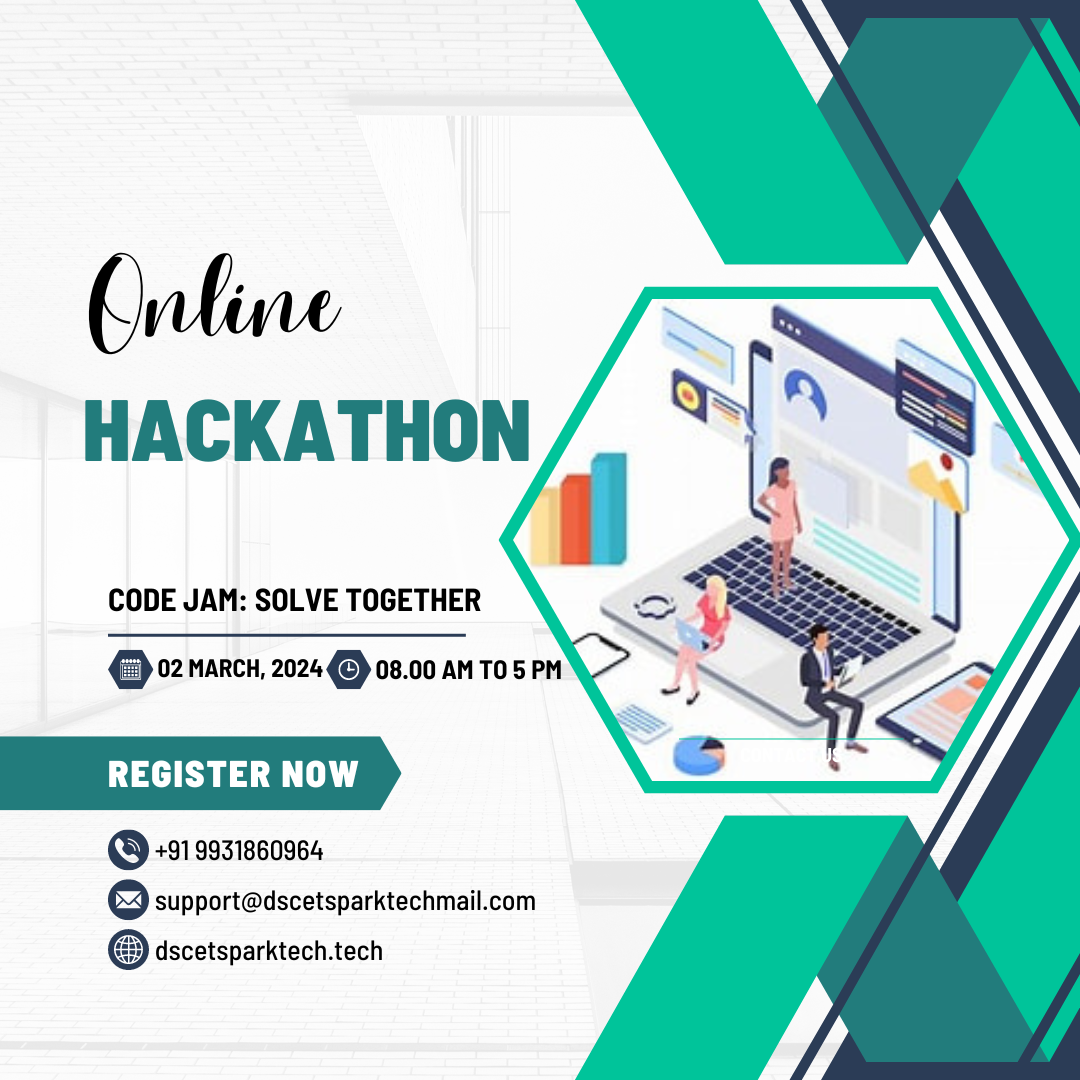 Online
HACKATHON
CODE JAM: SOLVE TOGETHER
02 MARCH, 2024 08.00 AM TO 5 PM
REGISTER NOW
+91 9931860964
support@dscetsparktechmail.com
dscetsparktech.tech